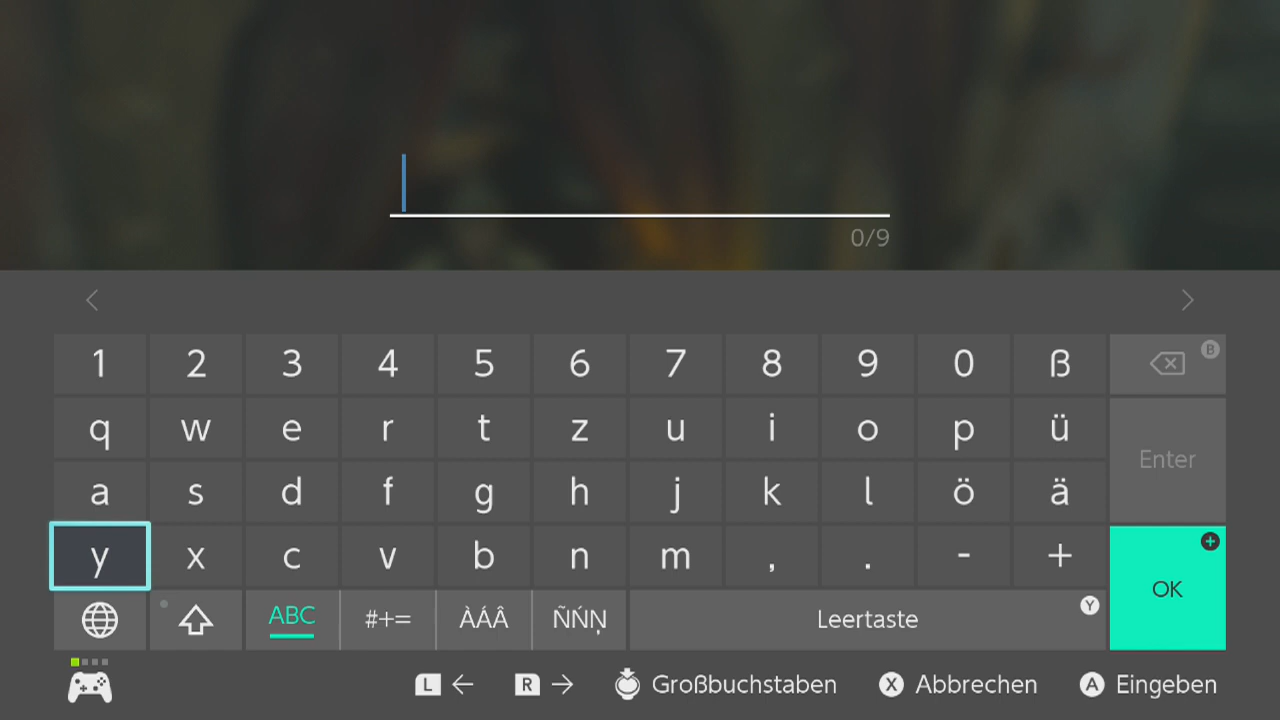 0/9
1 2 3 4 5 6 7 8 9 0 ß B
q w e r t z u i o p ü
a s d f g h j k l ö ä Enter
y x c v b n m , . - +
ABC #+= ÀÁÂ ÑŃŅ Leertaste Y OK
L ← R → Großbuchstaben X Abbrechen A Eingeben